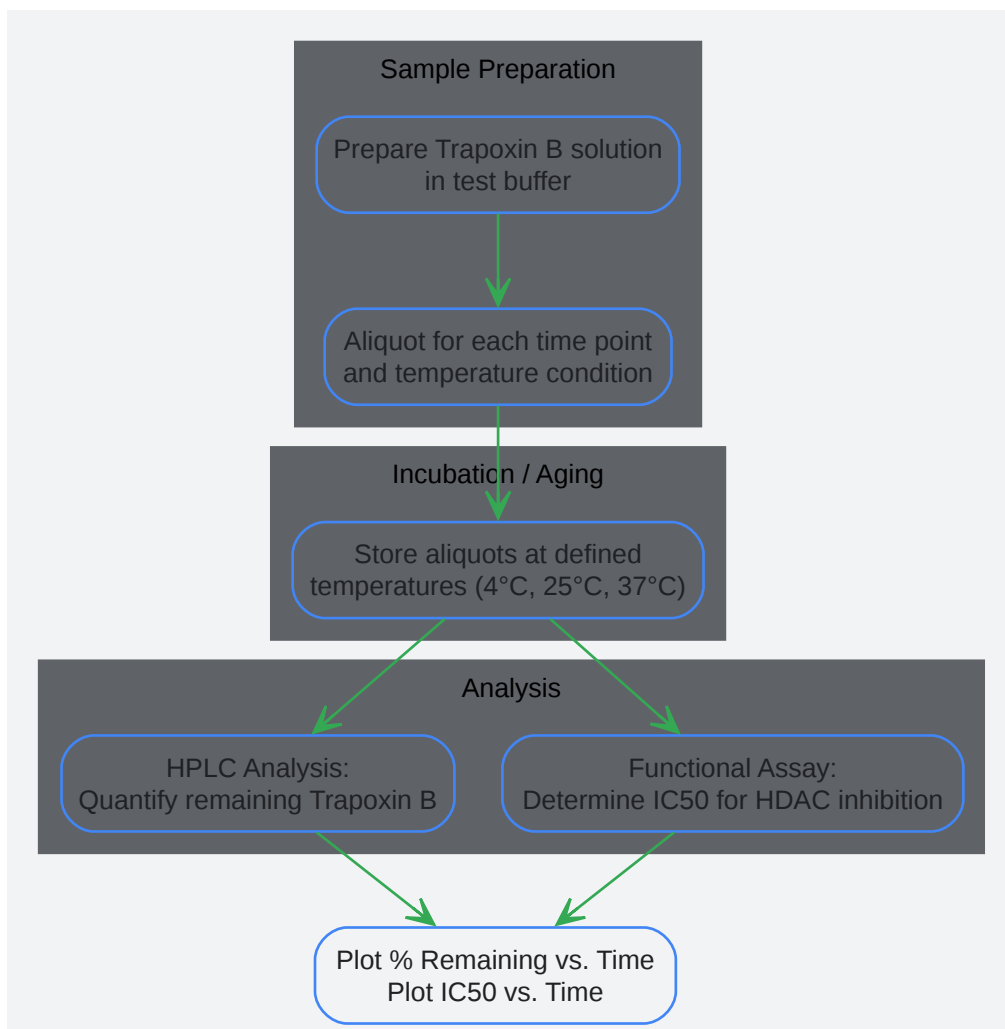 Sample Preparation
Prepare Trapoxin B solution
in test buffer
Aliquot for each time point
and temperature condition
Incubation / Aging
Store aliquots at defined
temperatures (4°C, 25°C, 37°C)
Analysis
HPLC Analysis:
Quantify remaining Trapoxin B
Functional Assay:
Determine IC50 for HDAC inhibition
Plot % Remaining vs. Time
Plot IC50 vs. Time